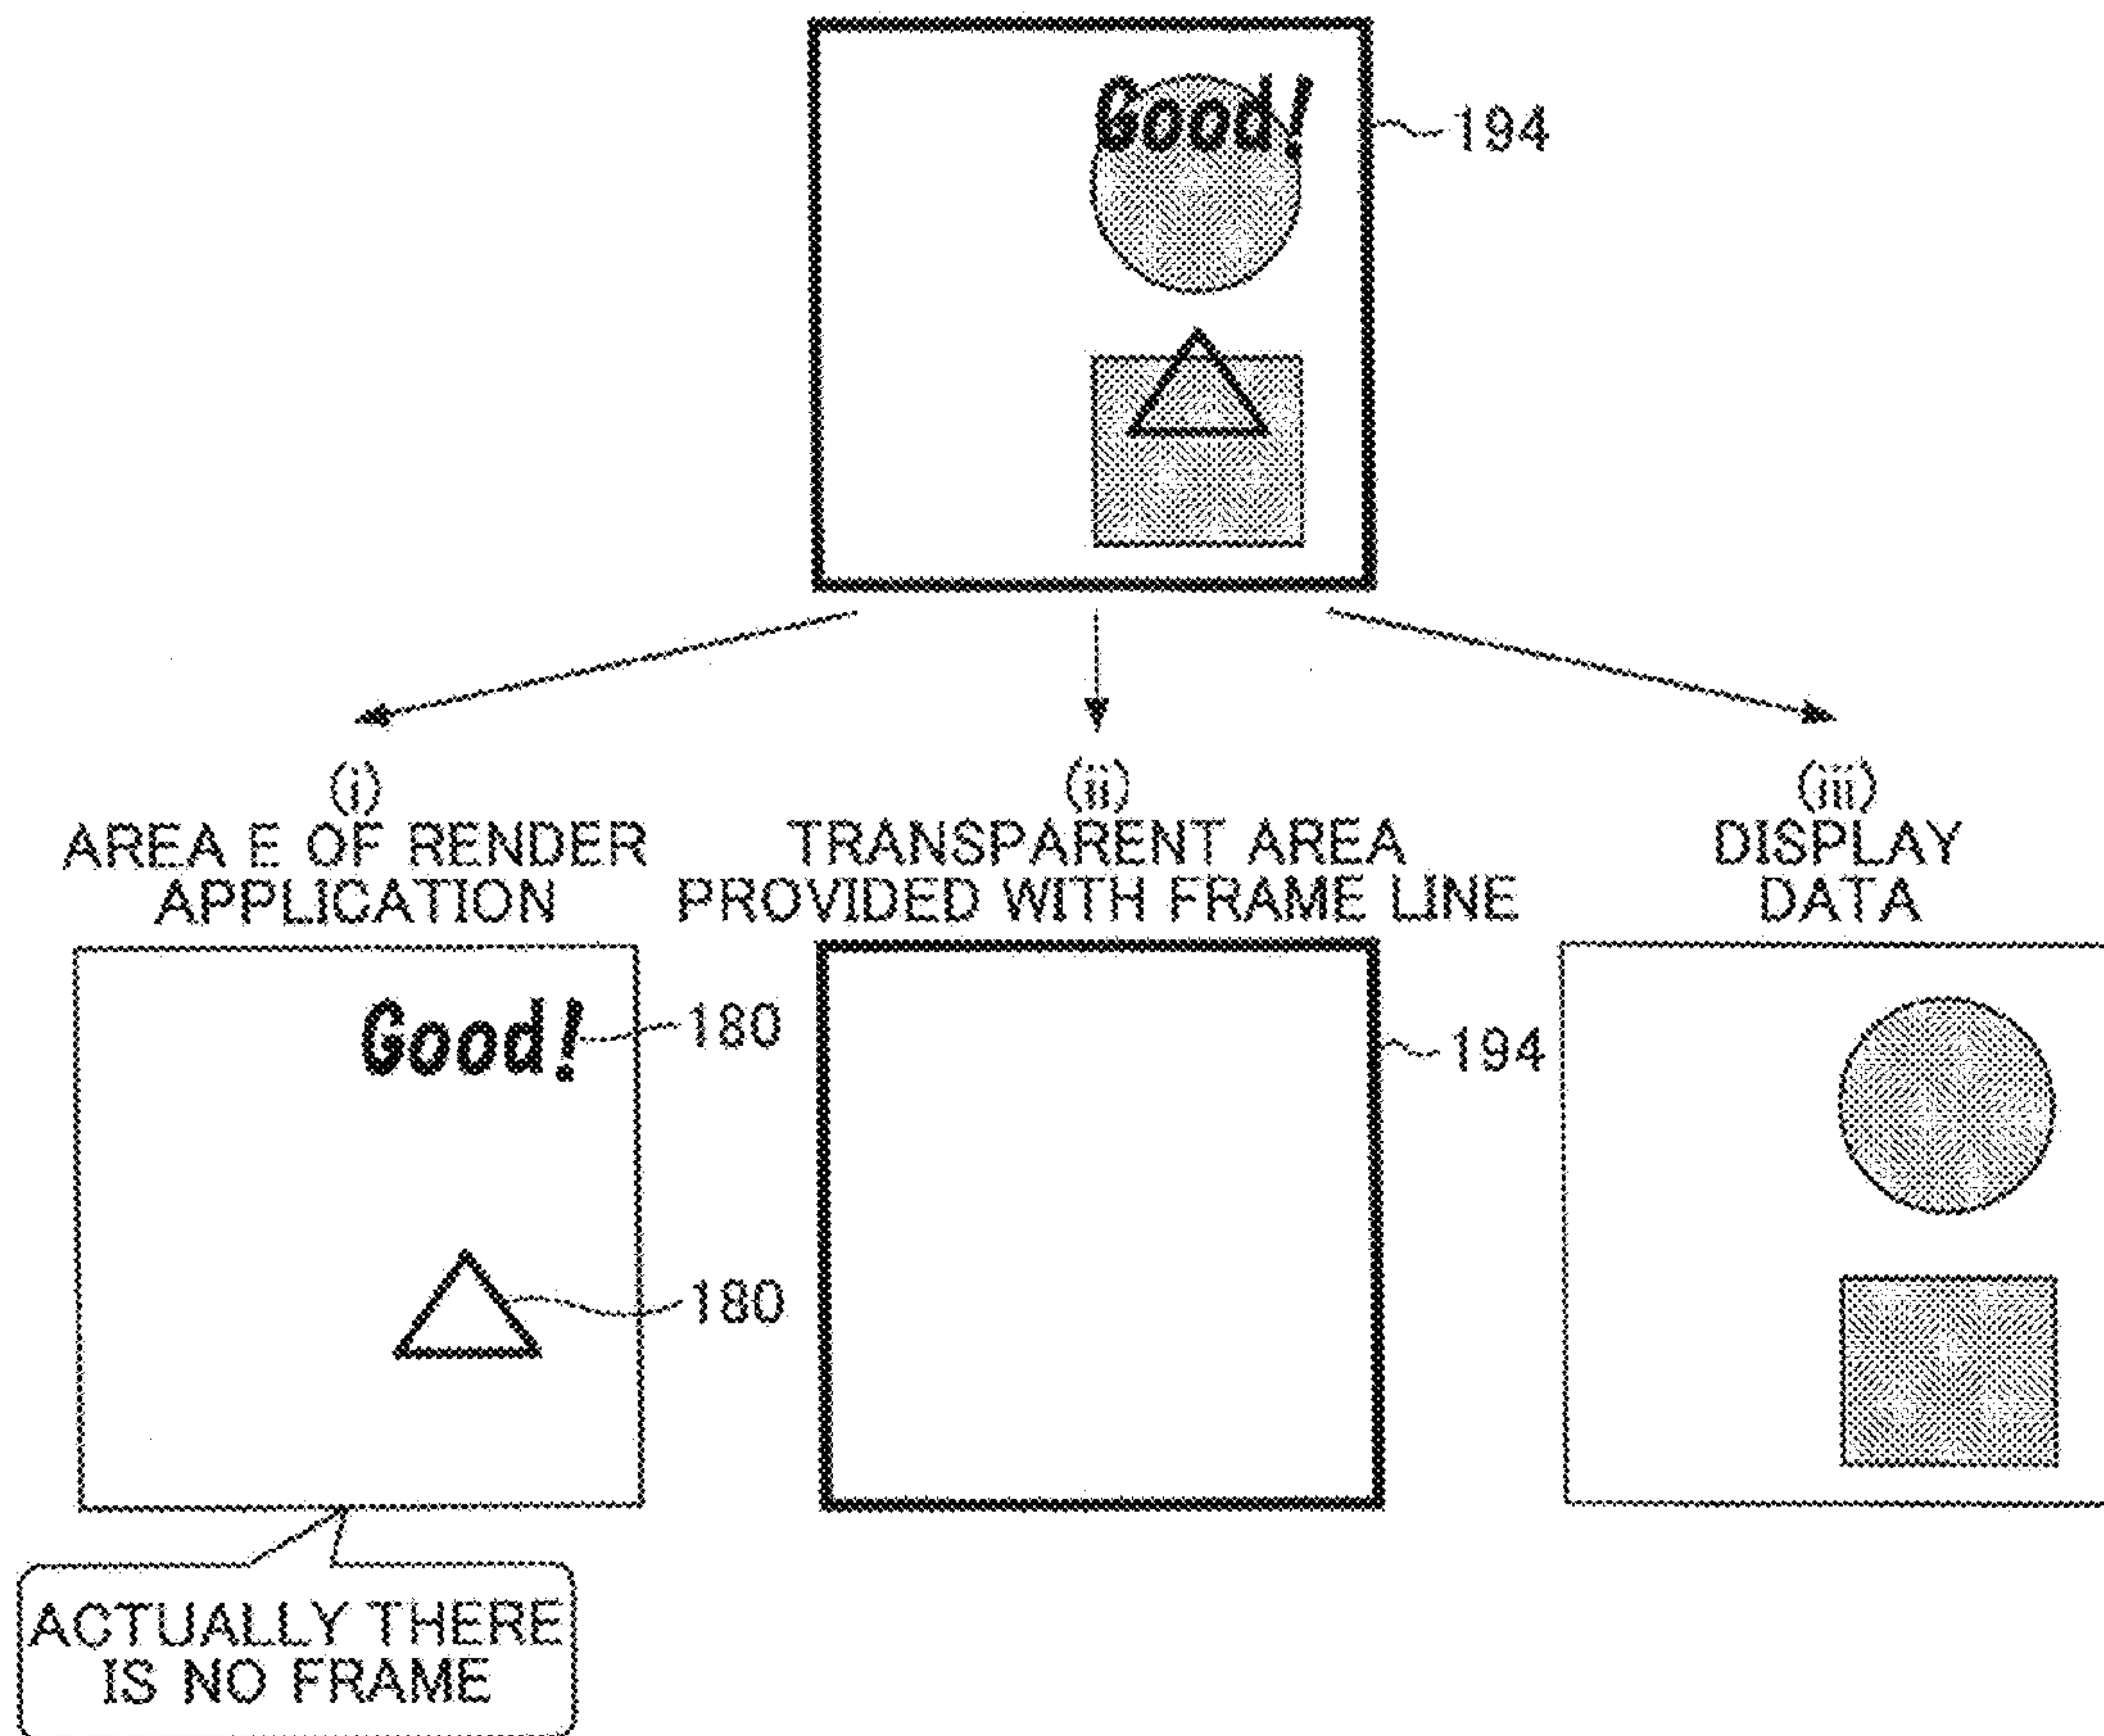 Good!
194
(i)
AREA E OF RENDER
APPLICATION
(ii)
TRANSPARENT AREA
PROVIDED WITH FRAME LINE
(iii)
DISPLAY
DATA
Good!
180
180
194
ACTUALLY THERE
IS NO FRAME